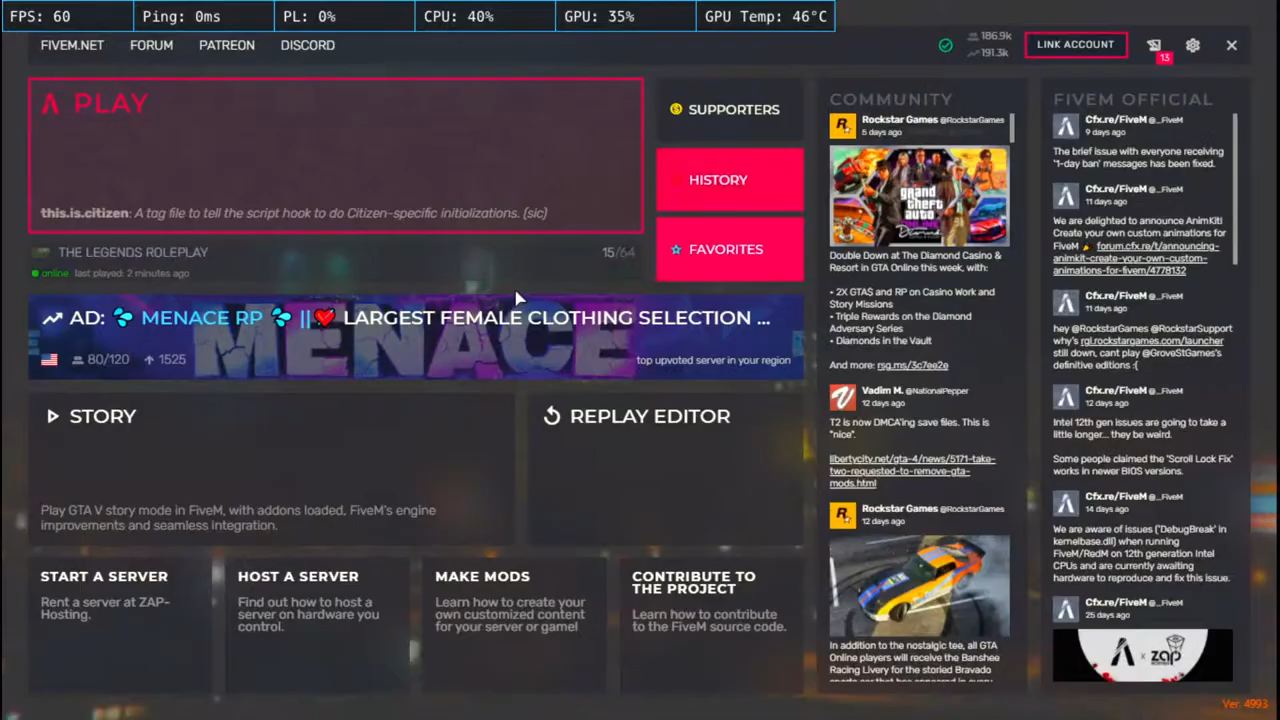 FPS: 60
Ping: 0ms
PL: 0%
CPU: 40%
GPU: 35%
GPU Temp: 46°C
FIVEM.NET
FORUM
PATREON
DISCORD
186.9k
191.3k
LINK ACCOUNT
13
PLAY
this.is.citizen: A tag file to tell the script hook to do Citizen-specific initializations. (sic)
SUPPORTERS
HISTORY
FAVORITES
THE LEGENDS ROLEPLAY
15/64
online last played: 2 minutes ago
MENACE
AD: 💦 MENACE RP 💦 ||❤️ LARGEST FEMALE CLOTHING SELECTION ...
80/120
1525
top upvoted server in your region
STORY
Play GTA V story mode in FiveM, with addons loaded, FiveM's engine
improvements and seamless integration.
REPLAY EDITOR
START A SERVER
Rent a server at ZAP-
Hosting.
HOST A SERVER
Find out how to host a
server on hardware you
control.
MAKE MODS
Learn how to create your
own customized content
for your server or game!
CONTRIBUTE TO
THE PROJECT
Learn how to contribute
to the FiveM source code.
COMMUNITY
Rockstar Games @RockstarGames
5 days ago
grand
theft
auto
ONLINE
Diamond
Double Down at The Diamond Casino &
Resort in GTA Online this week, with:
• 2X GTA$ and RP on Casino Work and
Story Missions
• Triple Rewards on the Diamond
Adversary Series
• Diamonds in the Vault
And more: rsg.ms/3c7ee2e
Vadim M. @NationalPepper
12 days ago
T2 is now DMCA'ing save files. This is
"nice".
libertycity.net/gta-4/news/5171-take-
two-requested-to-remove-gta-
mods.html
Rockstar Games @RockstarGames
12 days ago
In addition to the nostalgic tee, all GTA
Online players will receive the Banshee
Racing Livery for the storied Bravado
sports car that has appeared in every
FIVEM OFFICIAL
Cfx.re/FiveM @_FiveM
9 days ago
The brief issue with everyone receiving
'1-day ban' messages has been fixed.
Cfx.re/FiveM @_FiveM
11 days ago
We are delighted to announce AnimKit!
Create your own custom animations for
FiveM 🎉 forum.cfx.re/t/announcing-
animkit-create-your-own-custom-
animations-for-fivem/4778132
Cfx.re/FiveM @_FiveM
11 days ago
hey @RockstarGames @RockstarSupport
why's rgl.rockstargames.com/launcher
still down, cant play @GroveStGames's
definitive editions :(
Cfx.re/FiveM @_FiveM
12 days ago
Intel 12th gen issues are going to take a
little longer... they be weird.
Some people claimed the 'Scroll Lock Fix'
works in newer BIOS versions.
Cfx.re/FiveM @_FiveM
14 days ago
We are aware of issues ('DebugBreak' in
kernelbase.dll) when running
FiveM/RedM on 12th generation Intel
CPUs and are currently awaiting
hardware to reproduce and fix this issue.
Cfx.re/FiveM @_FiveM
25 days ago
x zap
Ver. 4993